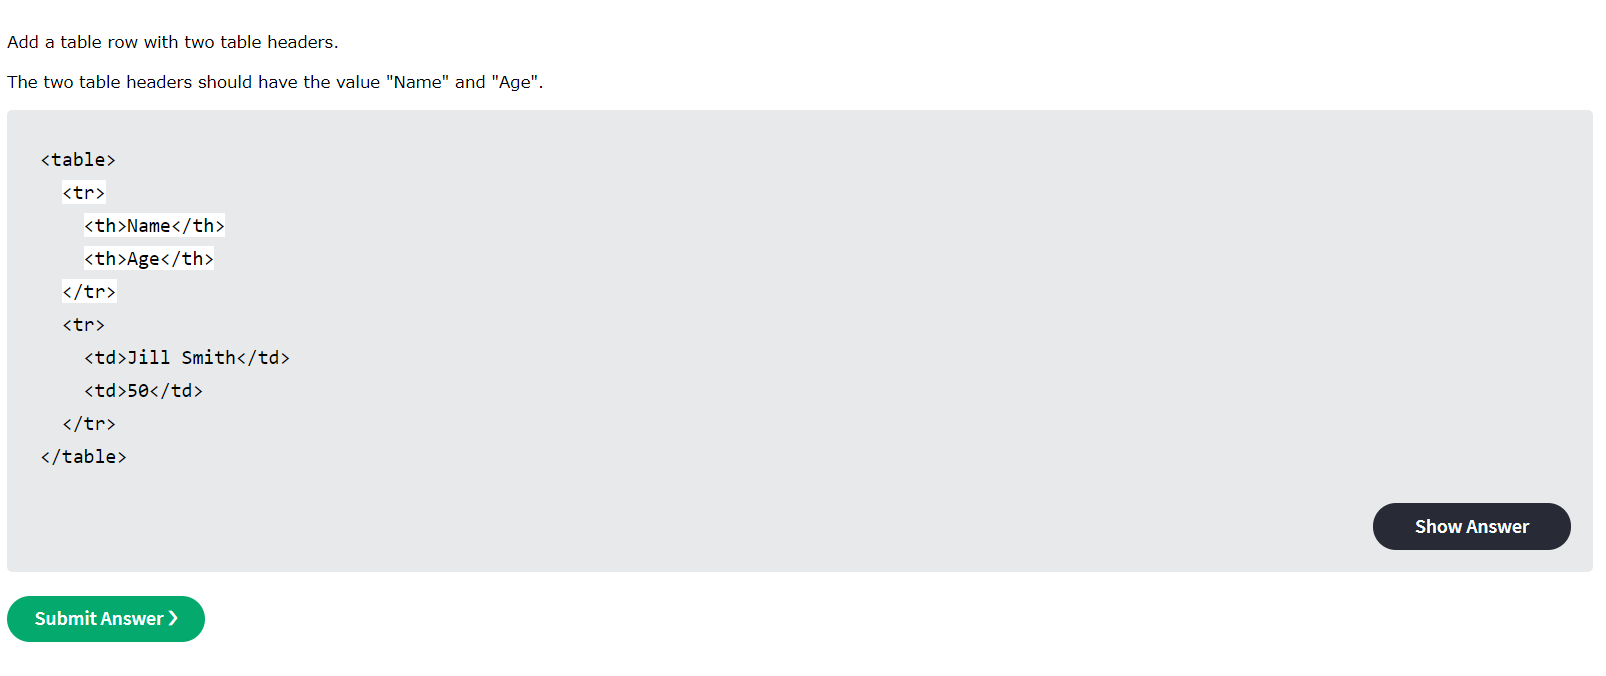 Add a table row with two table headers.
The two table headers should have the value "Name" and "Age".
<table>
<tr>
<th>Name</th>
<th>Age</th>
</tr>
<tr>
<td>Jill Smith</td>
<td>50</td>
</tr>
</table>
Show Answer
Submit Answer ❯